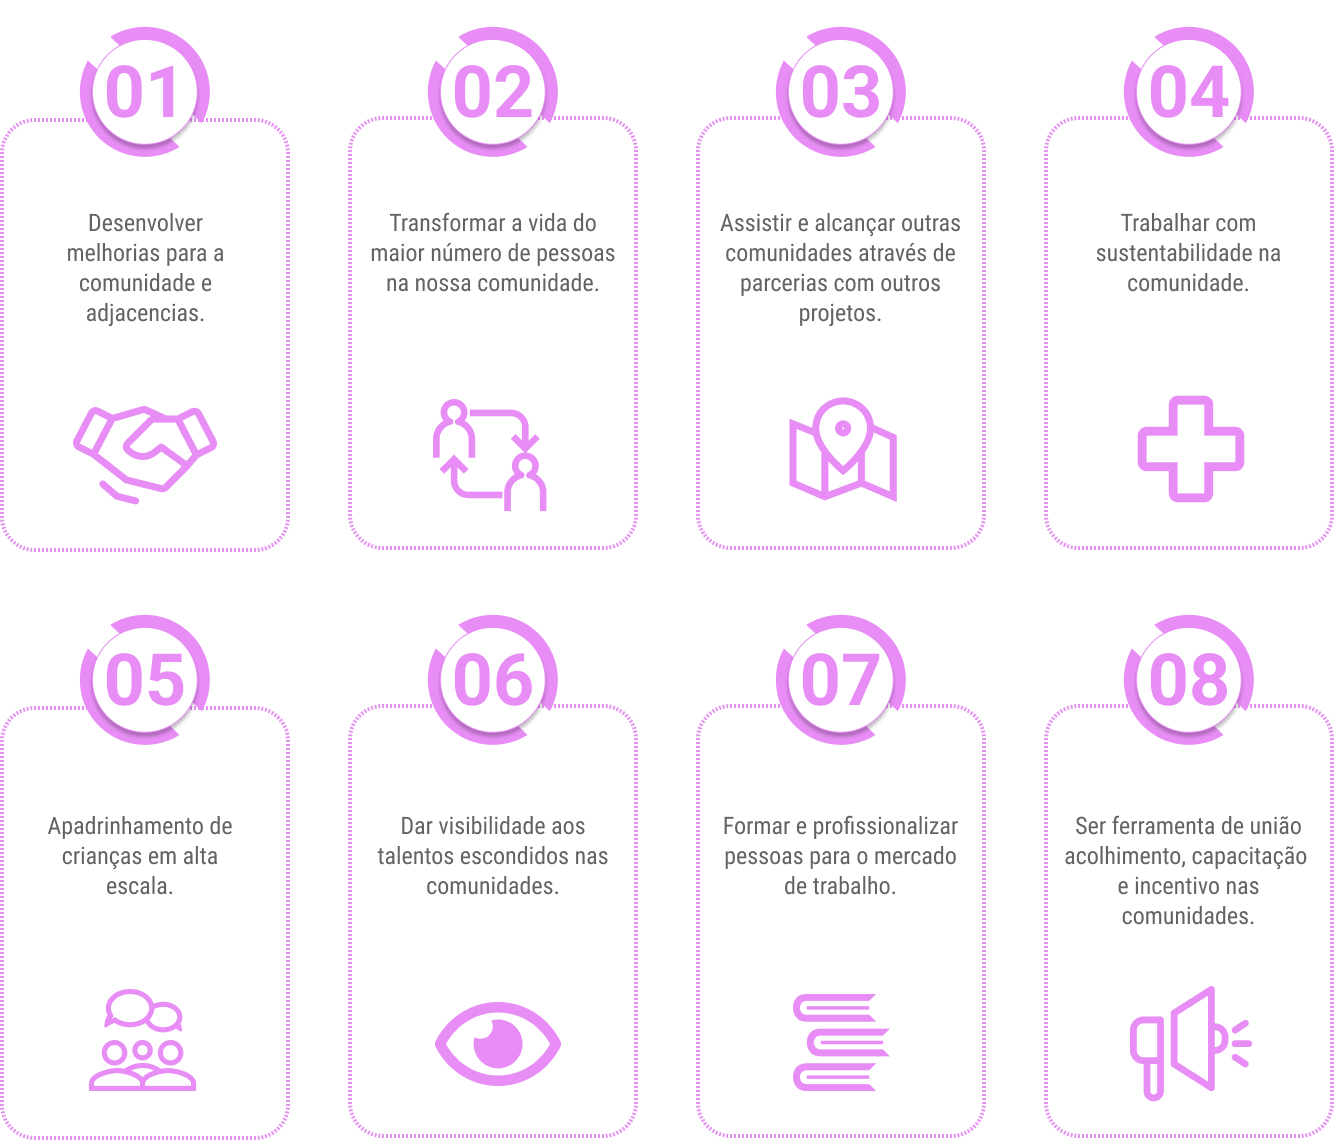 01
Desenvolver
melhorias para a
comunidade e
adjacencias.
02
Transformar a vida do
maior número de pessoas
na nossa comunidade.
03
Assistir e alcançar outras
comunidades através de
parcerias com outros
projetos.
04
Trabalhar com
sustentabilidade na
comunidade.
05
Apadrinhamento de
crianças em alta
escala.
06
Dar visibilidade aos
talentos escondidos nas
comunidades.
07
Formar e profissionalizar
pessoas para o mercado
de trabalho.
08
Ser ferramenta de união
acolhimento, capacitação
e incentivo nas
comunidades.